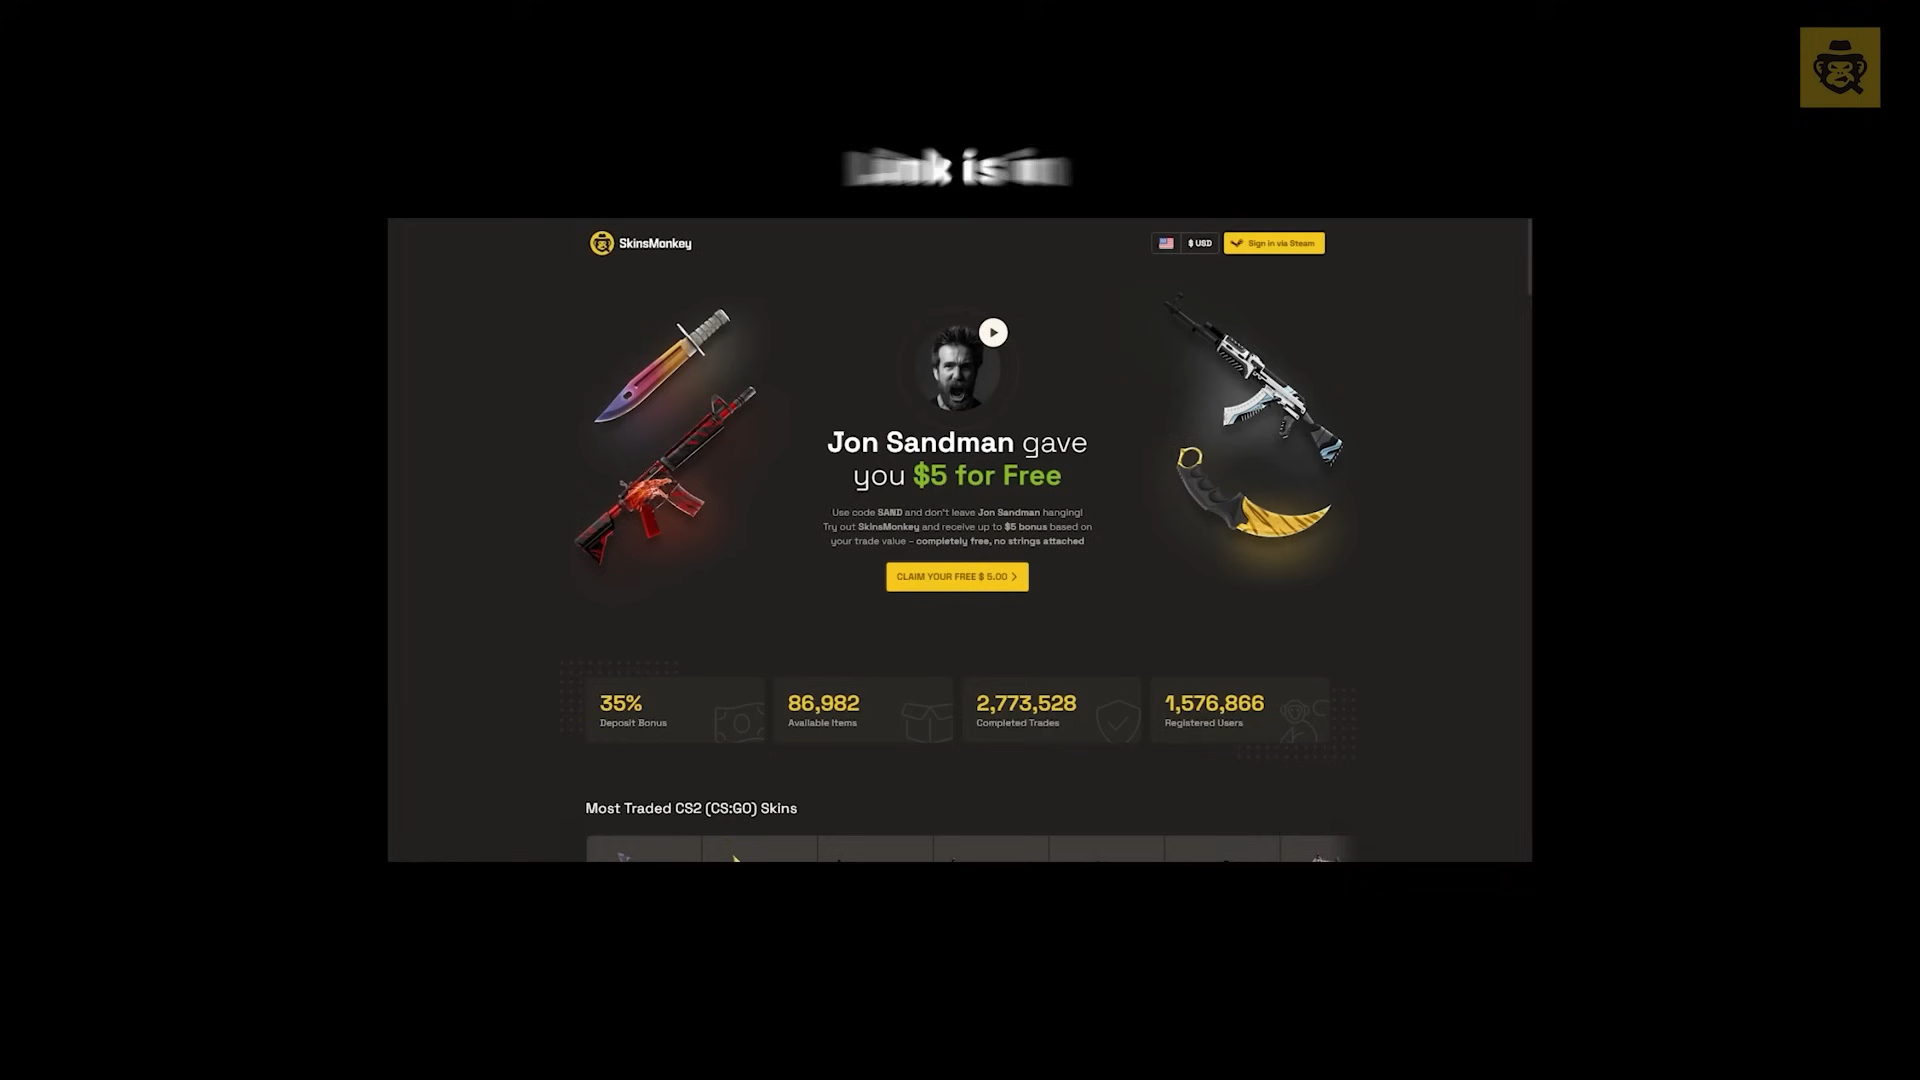 Link is in
SkinsMonkey
$ USD
Sign in via Steam
Jon Sandman gave
you $5 for Free
Use code SAND and don't leave Jon Sandman hanging!
Try out SkinsMonkey and receive up to $5 bonus based on
your trade value – completely free, no strings attached
CLAIM YOUR FREE $ 5.00
35%
Deposit Bonus
86,982
Available Items
2,773,528
Completed Trades
1,576,866
Registered Users
Most Traded CS2 (CS:GO) Skins